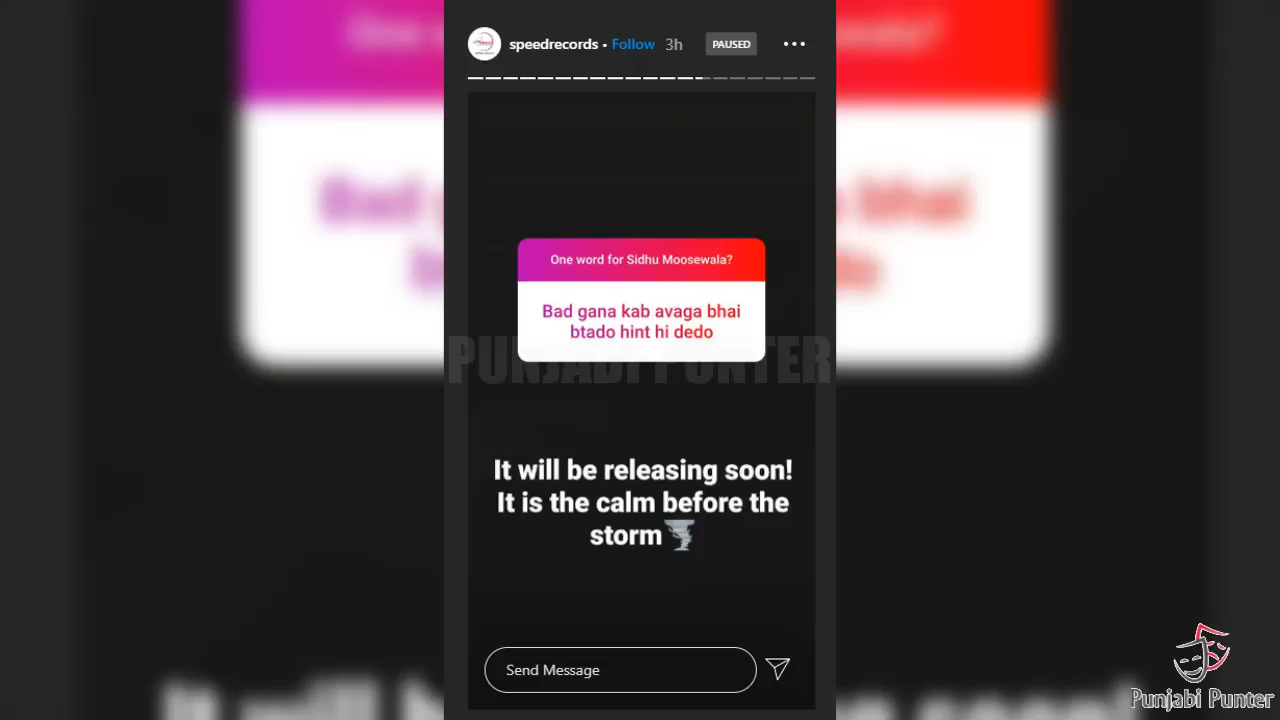 speedrecords • Follow 3h PAUSED
One word for Sidhu Moosewala?
Bad gana kab avaga bhai
btado hint hi dedo
PUNJABI PUNTER
It will be releasing soon!
It is the calm before the
storm🌪
Send Message
Punjabi Punter